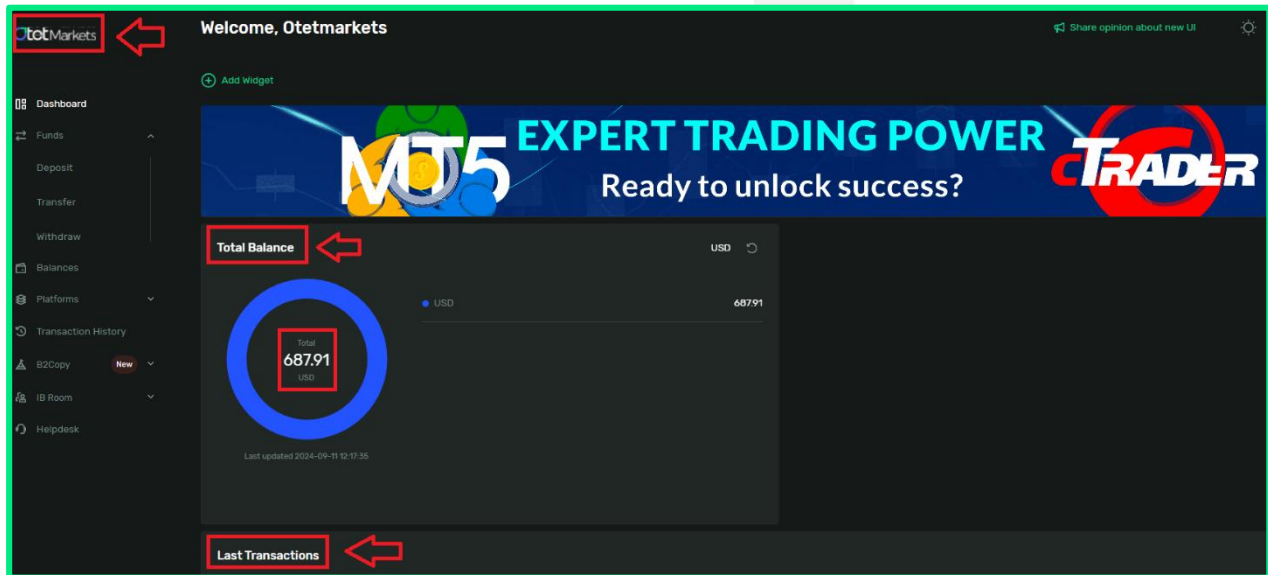 OtetMarkets
Welcome, Otetmarkets
Share opinion about new UI
Add Widget
Dashboard
Funds
Deposit
Transfer
Withdraw
Balances
Platforms
Transaction History
B2Copy New
IB Room
Helpdesk
MT5
EXPERT TRADING POWER
Ready to unlock success?
cTRADER
Total Balance
USD
USD 687.91
Total
687.91
USD
Last updated 2024-09-11 12:17:35
Last Transactions